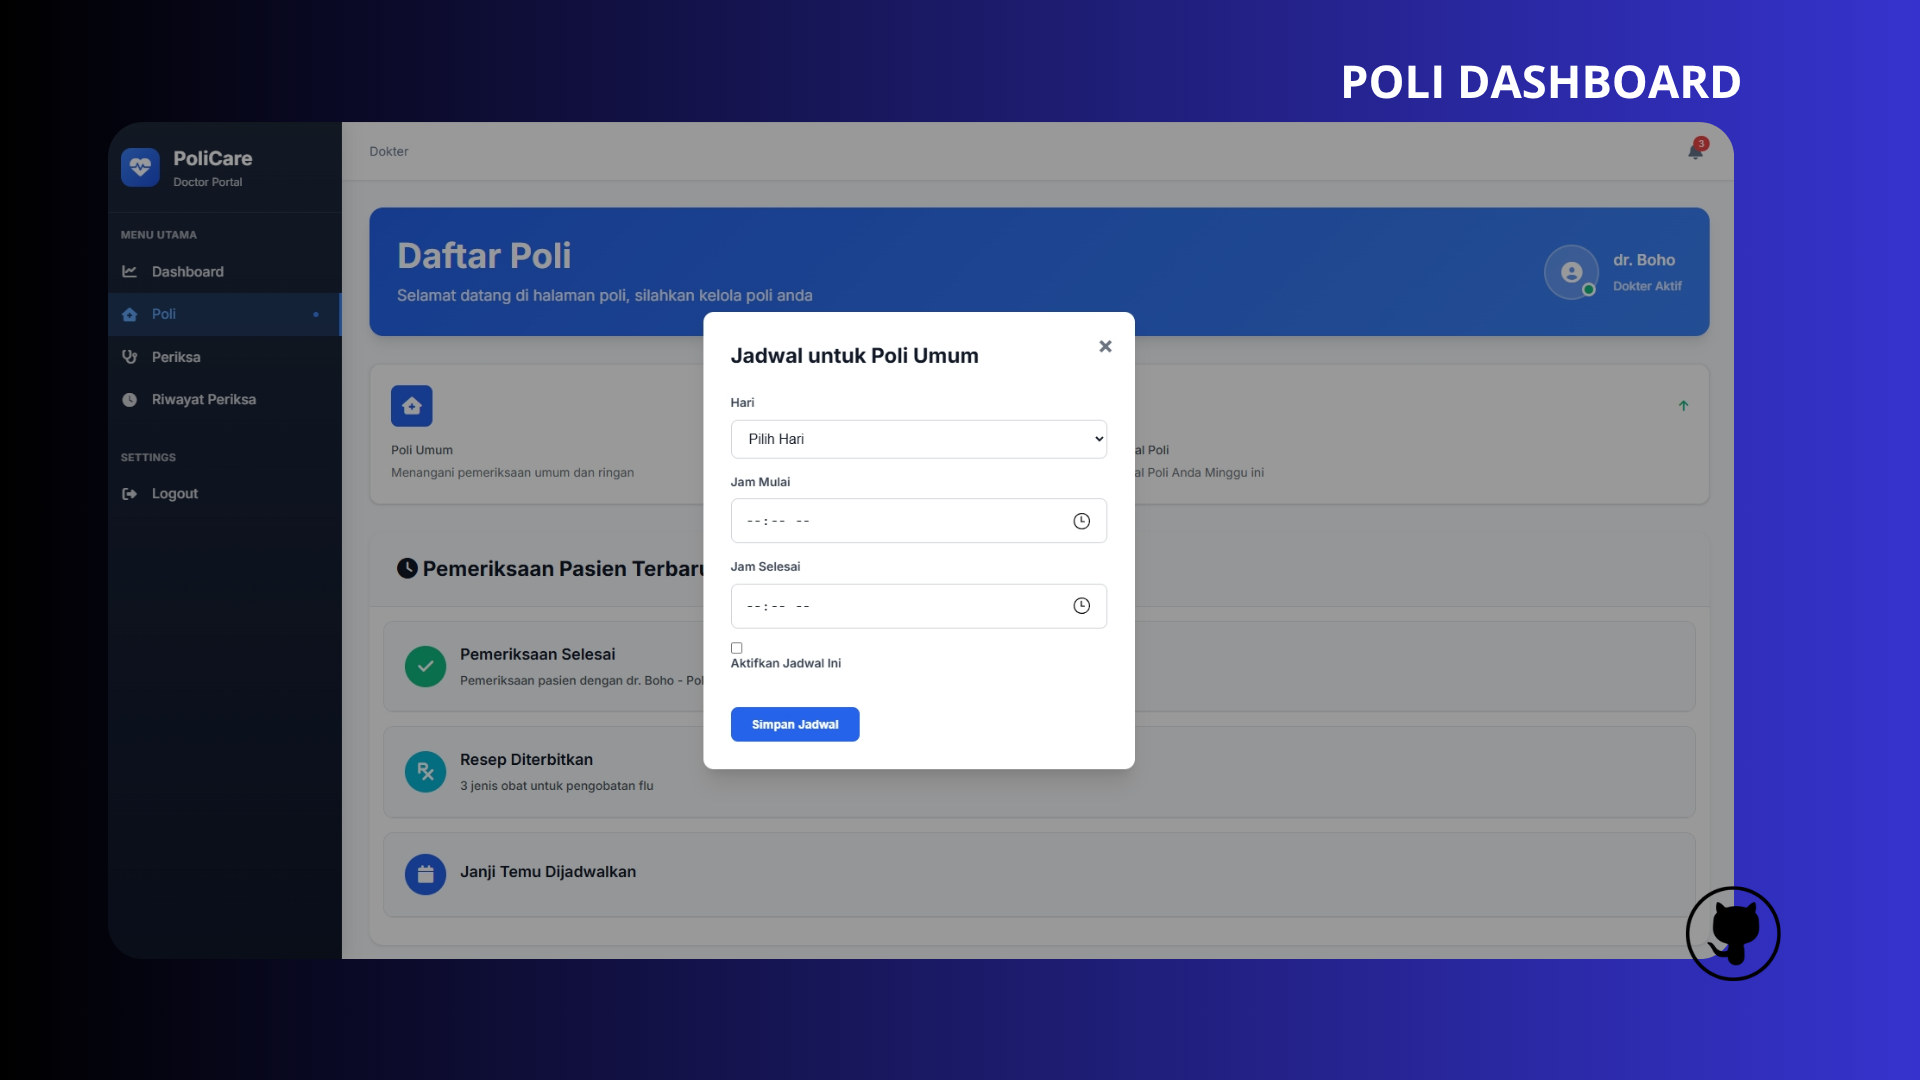 POLI DASHBOARD
PoliCare
Doctor Portal
MENU UTAMA
Dashboard
Poli
Periksa
Riwayat Periksa
SETTINGS
Logout
Dokter
3
Daftar Poli
Selamat datang di halaman poli, silahkan kelola poli anda
dr. Boho
Dokter Aktif
Poli Umum
Menangani pemeriksaan umum dan ringan
al Poli
al Poli Anda Minggu ini
Jadwal untuk Poli Umum
Hari
Pilih Hari
Jam Mulai
--:-- --
Jam Selesai
--:-- --
Aktifkan Jadwal Ini
Simpan Jadwal
Pemeriksaan Pasien Terbaru
Pemeriksaan Selesai
Pemeriksaan pasien dengan dr. Boho - Pol
Resep Diterbitkan
3 jenis obat untuk pengobatan flu
Janji Temu Dijadwalkan